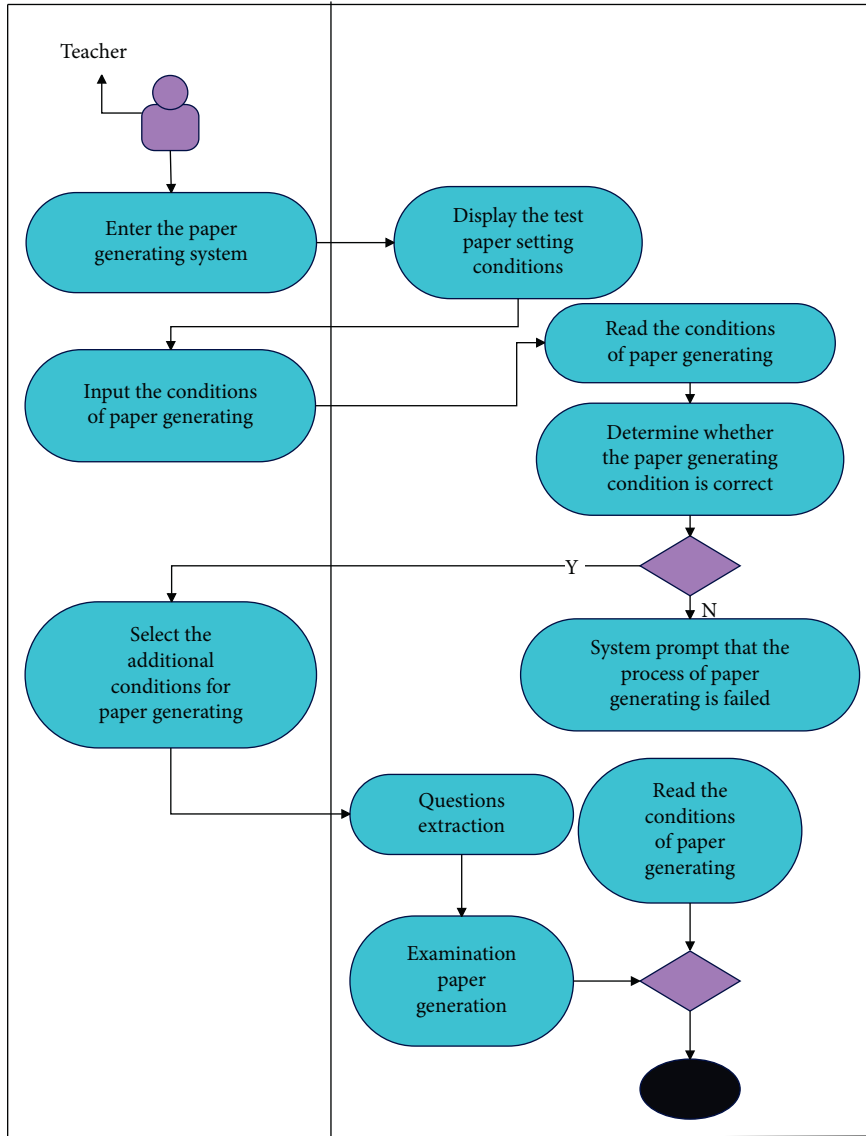 Teacher
Enter the paper
generating system
Display the test
paper setting
conditions
Read the conditions
of paper generating
Input the conditions
of paper generating
Determine whether
the paper generating
condition is correct
Y
N
Select the
additional
conditions for
paper generating
System prompt that the
process of paper
generating is failed
Questions
extraction
Read the
conditions
of paper
generating
Examination
paper
generation